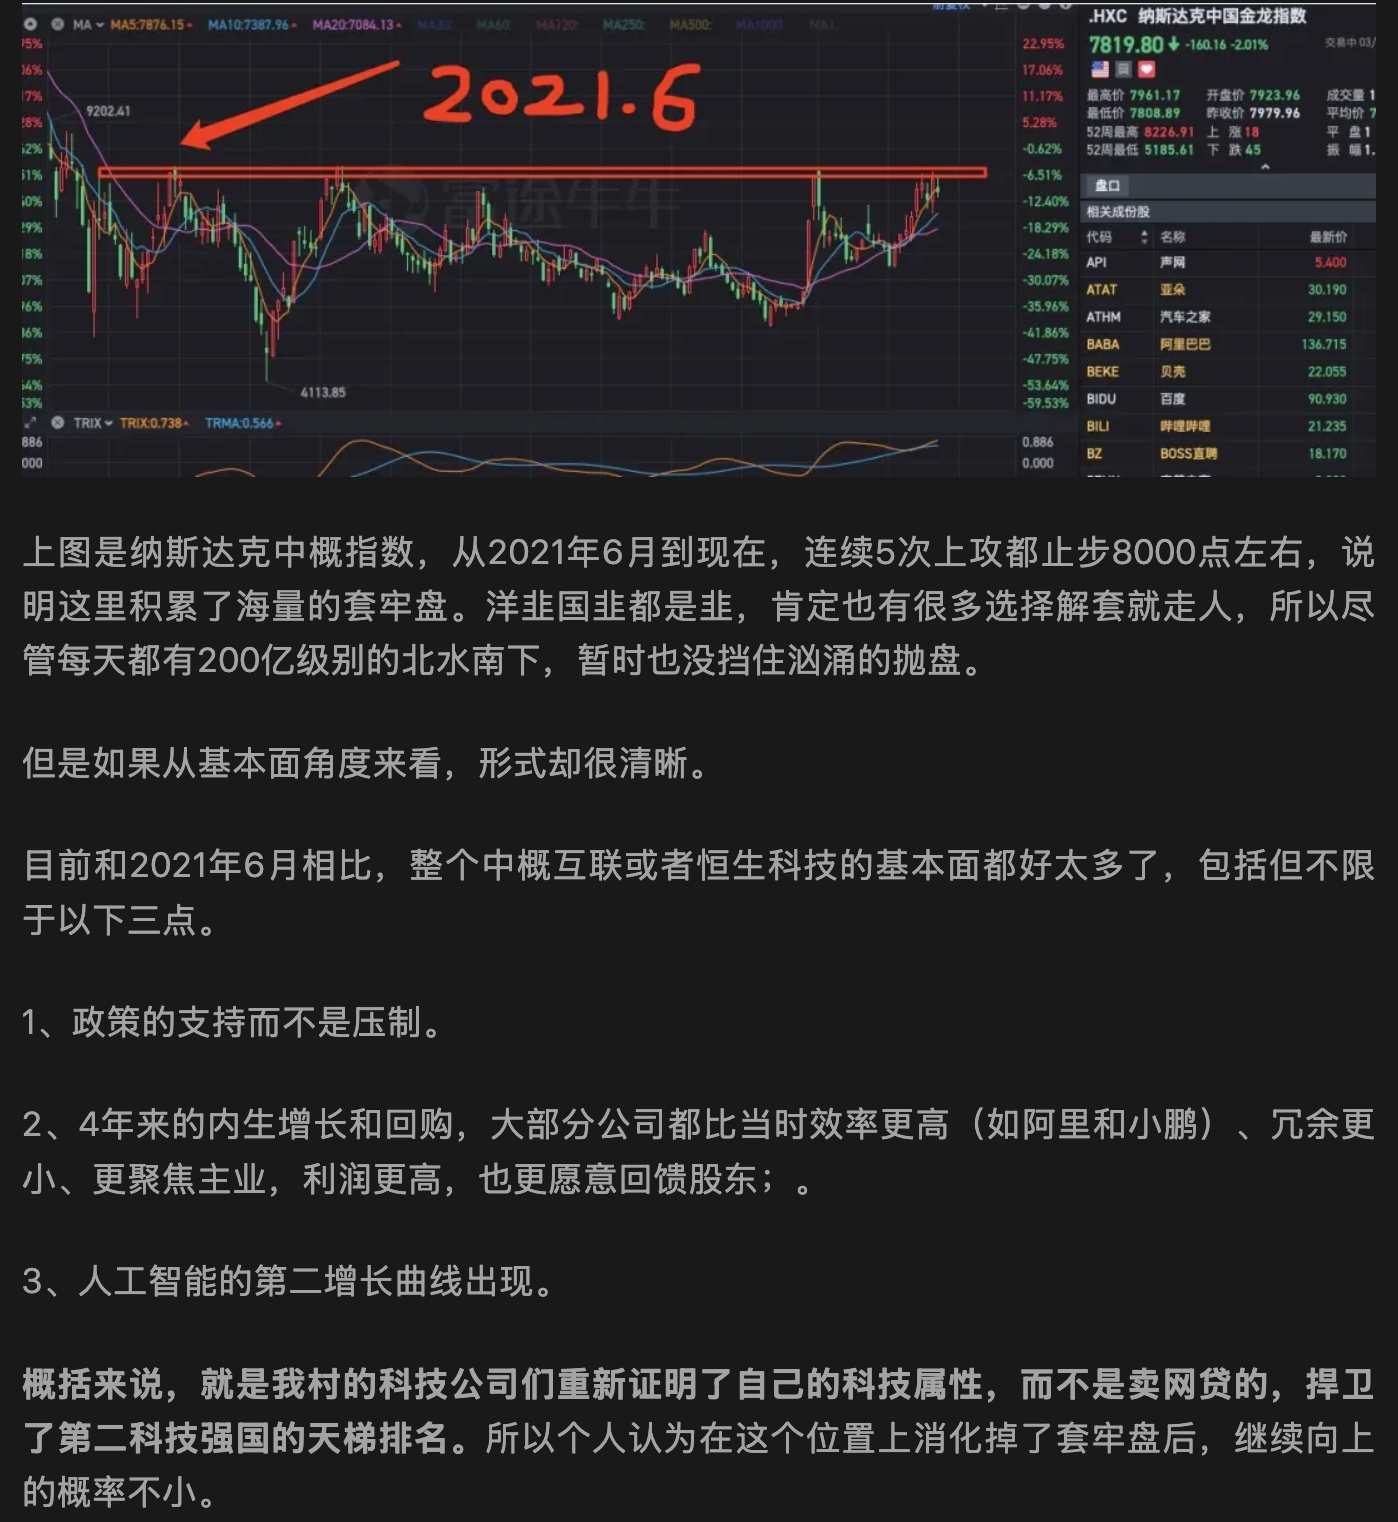 MA MA5:7876.15 MA10:7387.96 MA20:7084.13 MA30: MA60: MA120: MA250: MA500: MA1000
.HXC 纳斯达克中国金龙指数
7819.80 -160.16 -2.01% 交易中 03/
最高价 7961.17 开盘价 7923.96 成交量 1
最低价 7808.89 昨收价 7979.96 平均价 7
52周最高 8226.91 上 涨 18 平 盘 1
52周最低 5185.61 下 跌 45 振 幅 1.
盘口
相关成份股
代码 名称 最新价
API 声网 5.400
ATAT 亚朵 30.190
ATHM 汽车之家 29.150
BABA 阿里巴巴 136.715
BEKE 贝壳 22.055
BIDU 百度 90.930
BILI 哔哩哔哩 21.235
BZ BOSS直聘 18.170
22.95%
17.06%
11.17%
5.28%
-0.62%
-6.51%
-12.40%
-18.29%
-24.18%
-30.07%
-35.96%
-41.86%
-47.75%
-53.64%
-59.53%
2021.6
9202.41
富途牛牛
4113.85
TRIX TRIX:0.738 TRMA:0.566
886 0.886
000 0.000
上图是纳斯达克中概指数，从2021年6月到现在，连续5次上攻都止步8000点左右，说
明这里积累了海量的套牢盘。洋韭国韭都是韭，肯定也有很多选择解套就走人，所以尽
管每天都有200亿级别的北水南下，暂时也没挡住汹涌的抛盘。
但是如果从基本面角度来看，形式却很清晰。
目前和2021年6月相比，整个中概互联或者恒生科技的基本面都好太多了，包括但不限
于以下三点。
1、政策的支持而不是压制。
2、4年来的内生增长和回购，大部分公司都比当时效率更高（如阿里和小鹏）、冗余更
小、更聚焦主业，利润更高，也更愿意回馈股东；。
3、人工智能的第二增长曲线出现。
概括来说，就是我村的科技公司们重新证明了自己的科技属性，而不是卖网贷的，捍卫
了第二科技强国的天梯排名。所以个人认为在这个位置上消化掉了套牢盘后，继续向上
的概率不小。